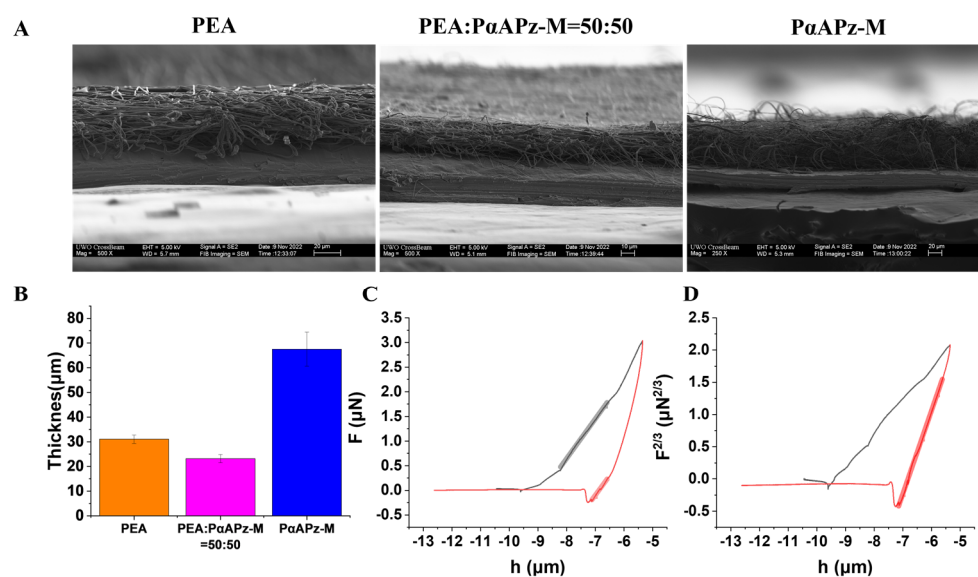 A
PEA
PEA:PαAPz-M=50:50
PαAPz-M
UWO CrossBeam
Mag = 500 X
EHT = 5.00 kV
WD = 5.7 mm
Signal A = SE2
FIB Imaging = SEM
Date :9 Nov 2022
Time :12:33:07
20 µm
UWO CrossBeam
Mag = 500 X
EHT = 5.00 kV
WD = 5.1 mm
Signal A = SE2
FIB Imaging = SEM
Date :9 Nov 2022
Time :12:39:44
10 µm
UWO CrossBeam
Mag = 250 X
EHT = 5.00 kV
WD = 5.3 mm
Signal A = SE2
FIB Imaging = SEM
Date :9 Nov 2022
Time :13:00:22
20 µm
B
Thicknes(µm)
80
70
60
50
40
30
20
10
0
PEA
PEA:PαAPz-M
=50:50
PαAPz-M
C
F (µN)
3.5
3.0
2.5
2.0
1.5
1.0
0.5
0.0
-0.5
-13 -12 -11 -10 -9 -8 -7 -6 -5
h (µm)
D
F2/3 (µN2/3)
2.5
2.0
1.5
1.0
0.5
0.0
-0.5
-13 -12 -11 -10 -9 -8 -7 -6 -5
h (µm)